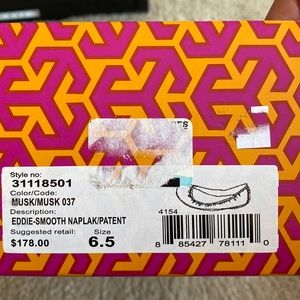 Style no:
31118501
Color/Code:
MUSK/MUSK 037
Description:
EDDIE-SMOOTH NAPLAK/PATENT
Suggested retail: Size
$178.00 6.5
4154
8 85427 78111 0